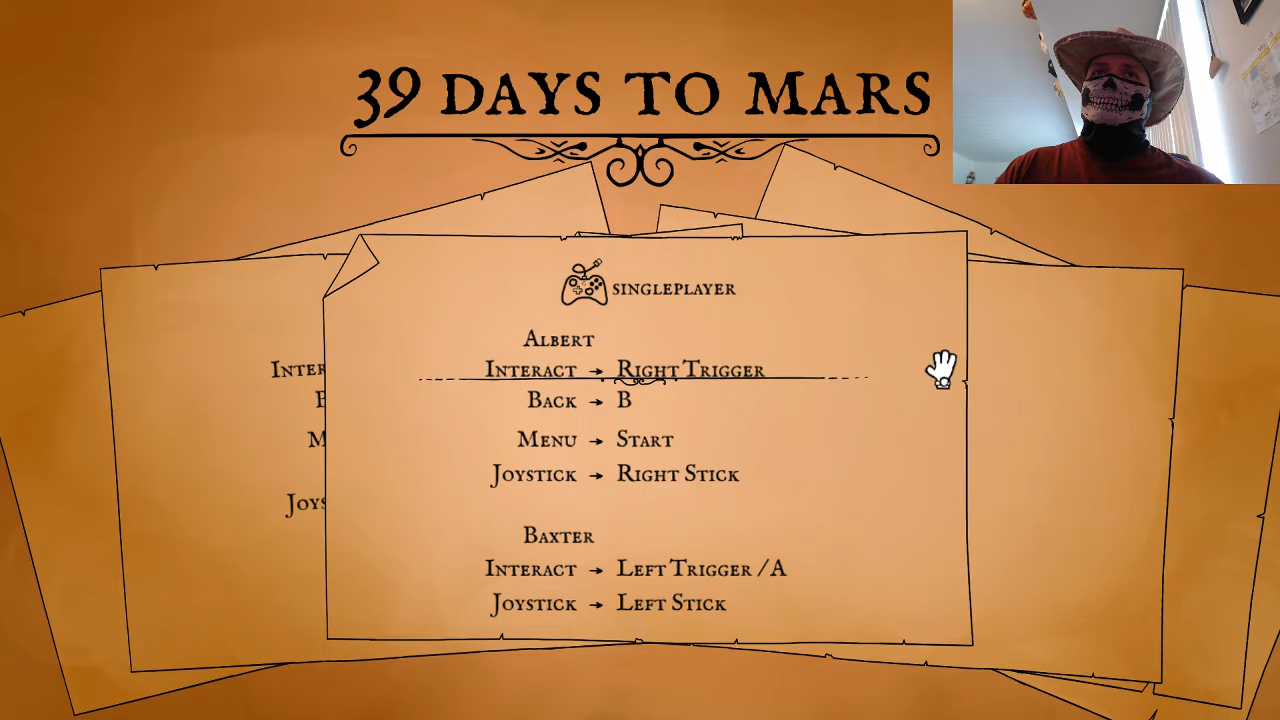 39 DAYS TO MARS
SINGLEPLAYER
ALBERT
INTERACT → RIGHT TRIGGER
BACK → B
MENU → START
JOYSTICK → RIGHT STICK
BAXTER
INTERACT → LEFT TRIGGER / A
JOYSTICK → LEFT STICK